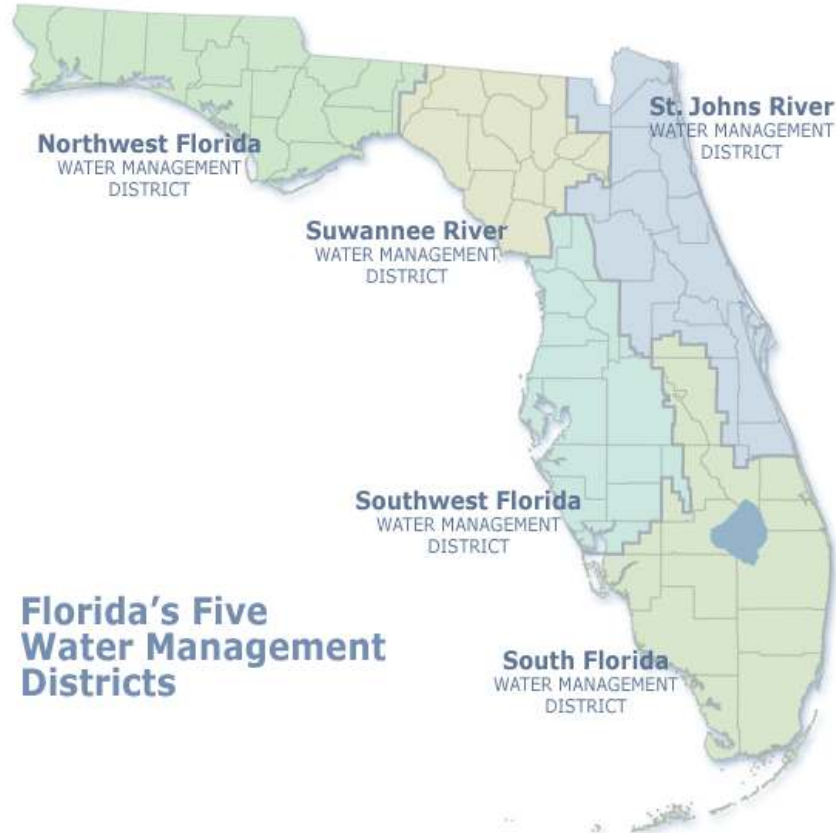 St. Johns River
WATER MANAGEMENT
DISTRICT
Northwest Florida
WATER MANAGEMENT
DISTRICT
Suwannee River
WATER MANAGEMENT
DISTRICT
Southwest Florida
WATER MANAGEMENT
DISTRICT
Florida's Five
Water Management
Districts
South Florida
WATER MANAGEMENT
DISTRICT